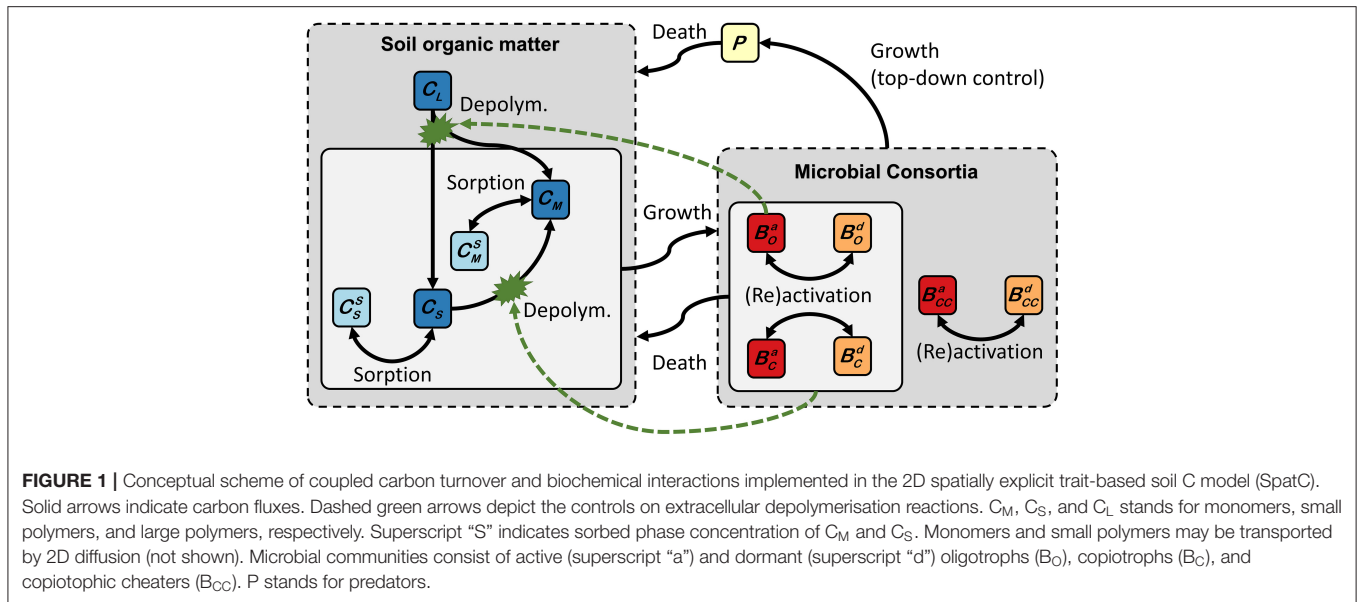 Soil organic matter
C_L
Depolym.
Sorption
C_M
C_M^S
C_S^S
C_S
Depolym.
Sorption
Death
P
Growth
(top-down control)
Growth
Death
Microbial Consortia
B_O^a
B_O^d
(Re)activation
B_C^a
B_C^d
B_CC^a
B_CC^d
(Re)activation
FIGURE 1 | Conceptual scheme of coupled carbon turnover and biochemical interactions implemented in the 2D spatially explicit trait-based soil C model (SpatC).
Solid arrows indicate carbon fluxes. Dashed green arrows depict the controls on extracellular depolymerisation reactions. C_M, C_S, and C_L stands for monomers, small
polymers, and large polymers, respectively. Superscript “S” indicates sorbed phase concentration of C_M and C_S. Monomers and small polymers may be transported
by 2D diffusion (not shown). Microbial communities consist of active (superscript “a”) and dormant (superscript “d”) oligotrophs (B_O), copiotrophs (B_C), and
copiotophic cheaters (B_CC). P stands for predators.